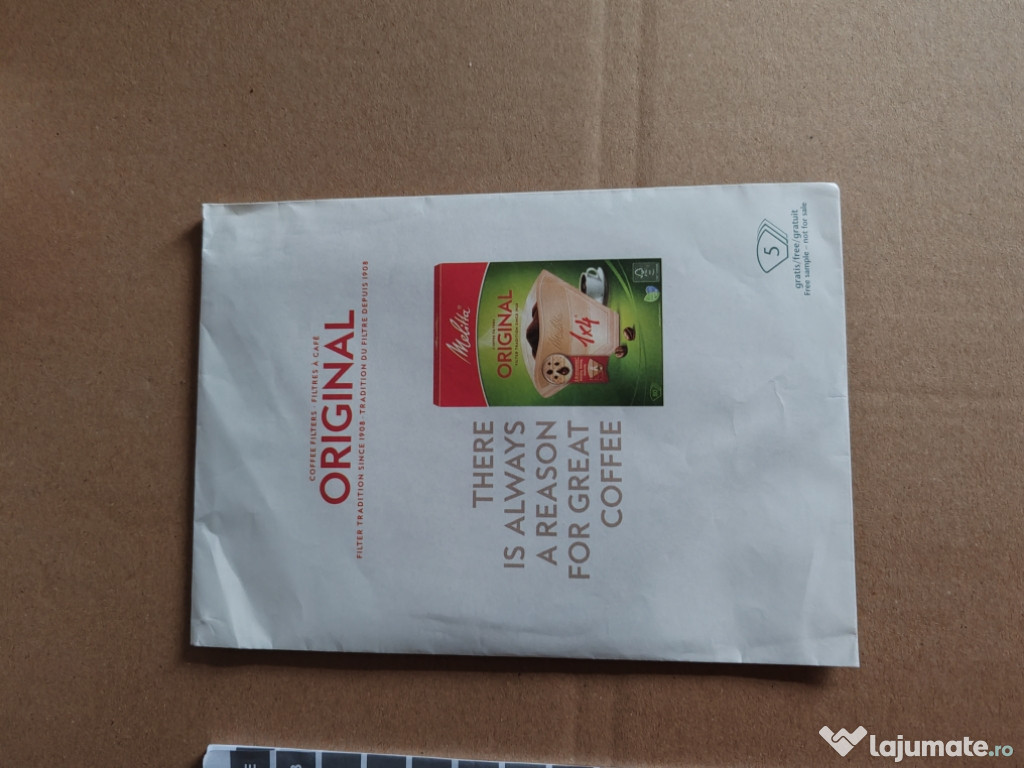 COFFEE FILTERS · FILTRES À CAFÉ
ORIGINAL
FILTER TRADITION SINCE 1908 · TRADITION DU FILTRE DEPUIS 1908
THERE
IS ALWAYS
A REASON
FOR GREAT
COFFEE
Melitta®
ORIGINAL
Melitta
1x4
5
gratis/free/gratuit
Free sample - not for sale
E
B
lajumate.ro